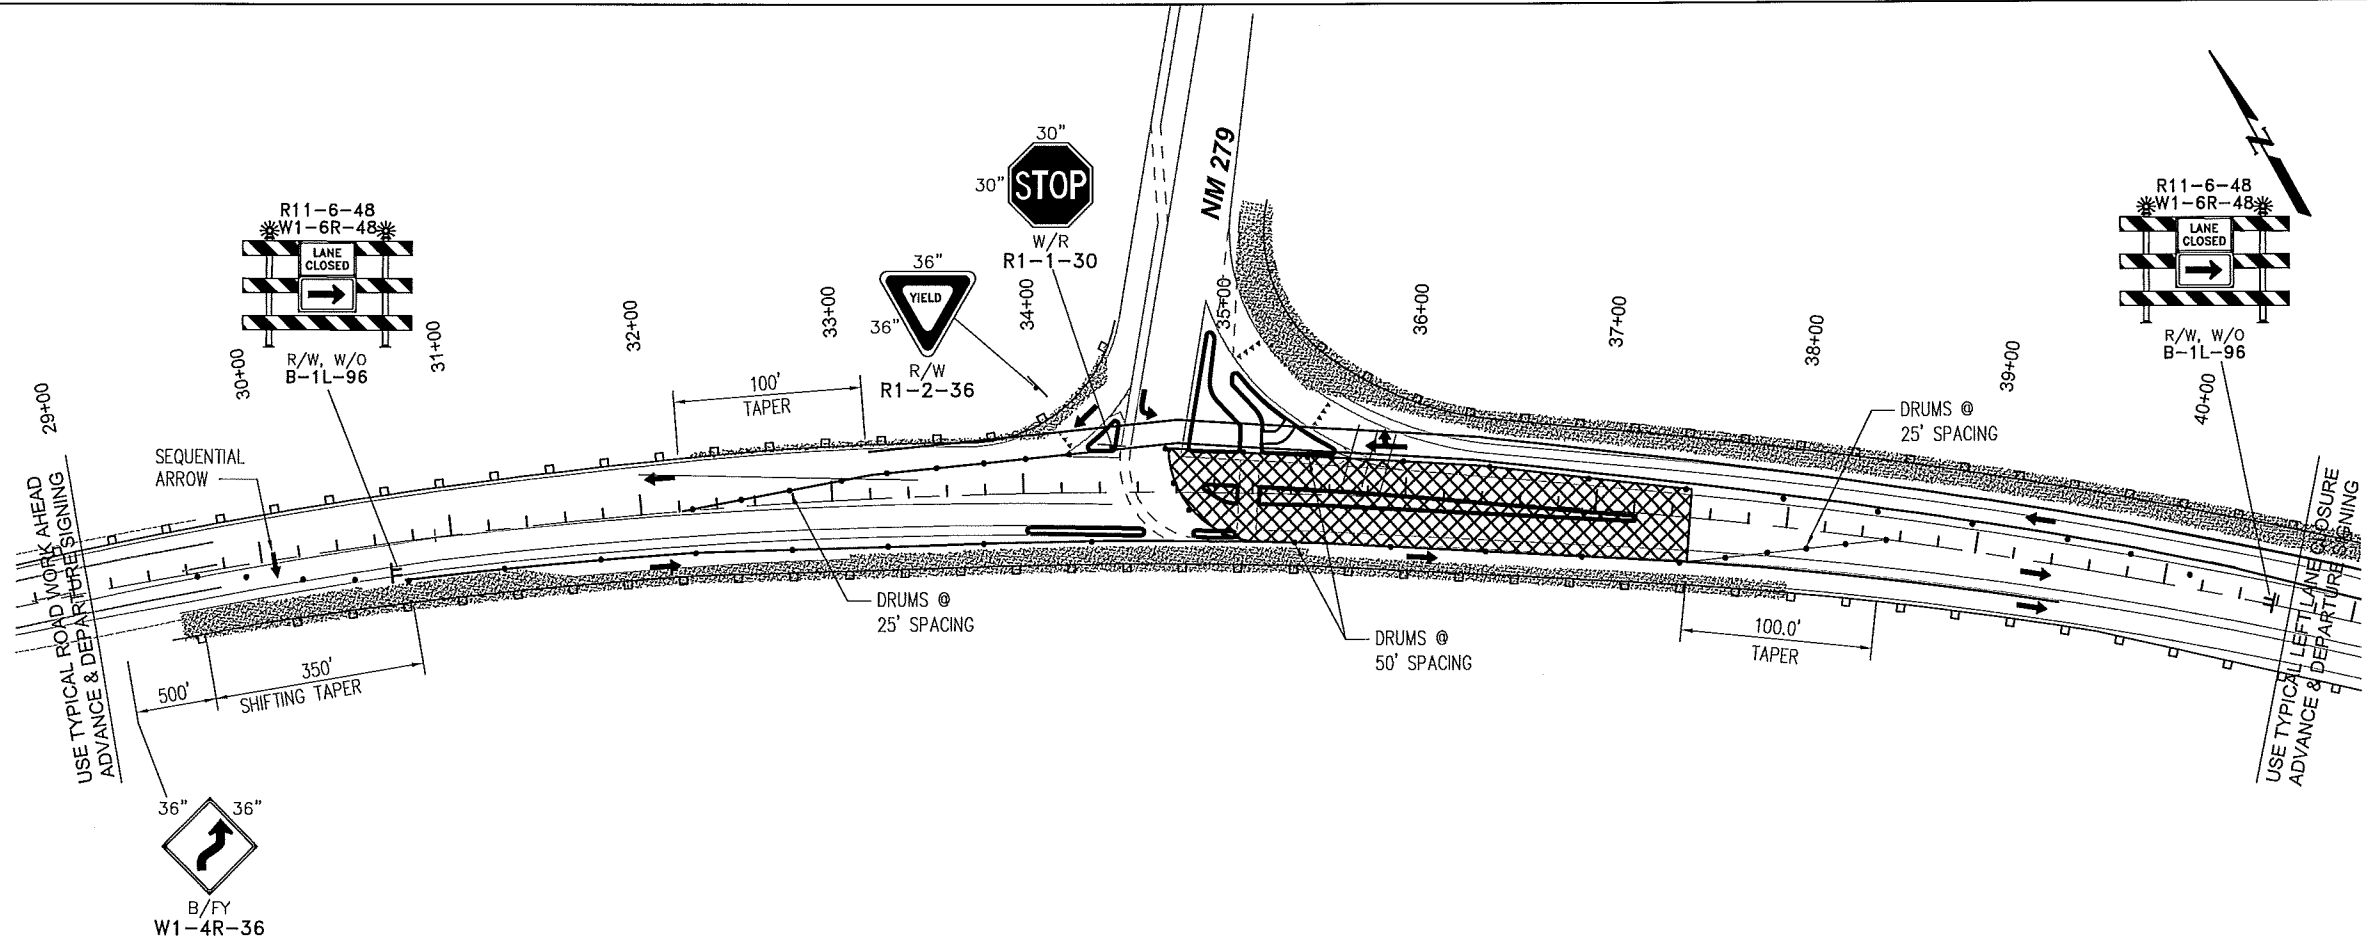 29+00
30+00
31+00
32+00
33+00
34+00
35+00
36+00
37+00
38+00
39+00
40+00
R11-6-48
W1-6R-48
LANE
CLOSED
R/W, W/O
B-1L-96
SEQUENTIAL
ARROW
100'
TAPER
36"
YIELD
36"
R/W
R1-2-36
30"
30"
STOP
W/R
R1-1-30
NM 279
R11-6-48
W1-6R-48
LANE
CLOSED
R/W, W/O
B-1L-96
DRUMS @
25' SPACING
DRUMS @
25' SPACING
DRUMS @
50' SPACING
100.0'
TAPER
500'
350'
SHIFTING TAPER
USE TYPICAL ROAD WORK AHEAD
ADVANCE & DEPARTURE SIGNING
USE TYPICAL LEFT LANE CLOSURE
ADVANCE & DEPARTURE SIGNING
36"
36"
B/FY
W1-4R-36
N